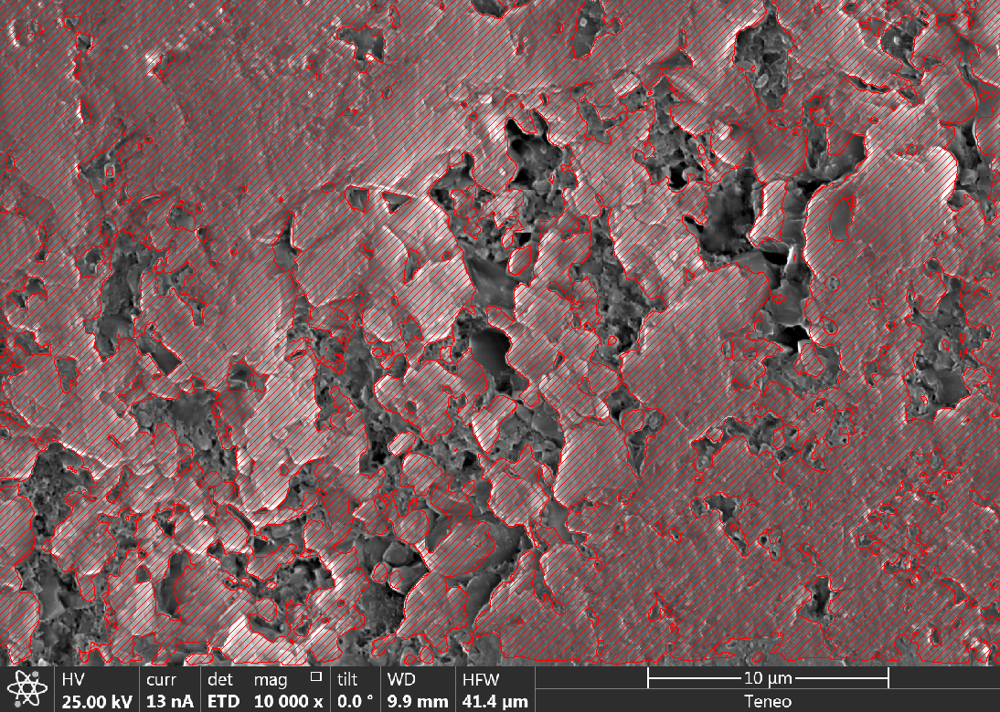 HV curr det mag tilt WD HFW 10 µm
25.00 kV 13 nA ETD 10 000 x 0.0 ° 9.9 mm 41.4 µm Teneo